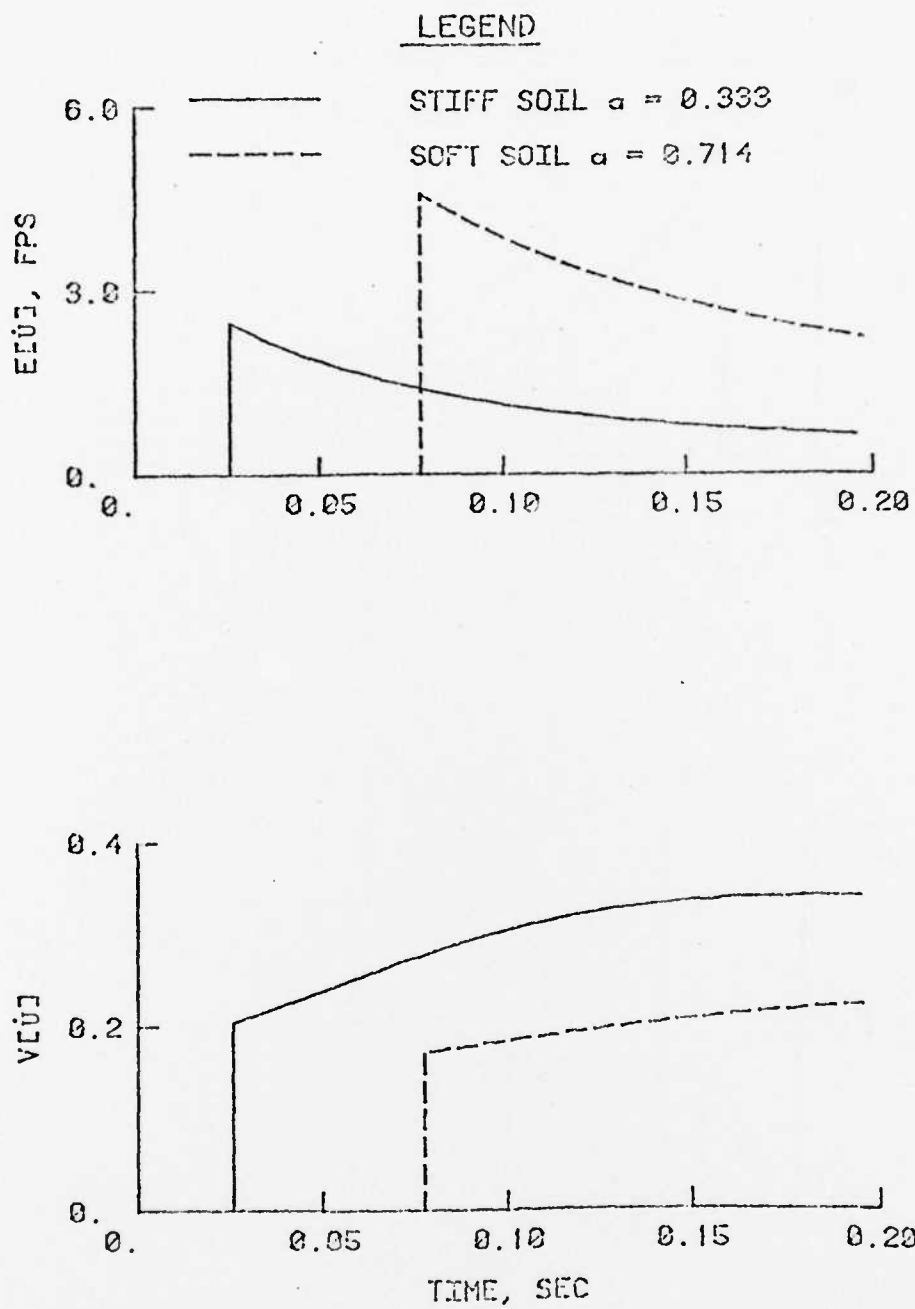 LEGEND
6.0
STIFF SOIL α = 0.333
SOFT SOIL α = 0.714
E[U̇], FPS
3.0
0.
0. 0.05 0.10 0.15 0.20
0.4
V[U̇]
0.2
0.
0. 0.05 0.10 0.15 0.20
TIME, SEC